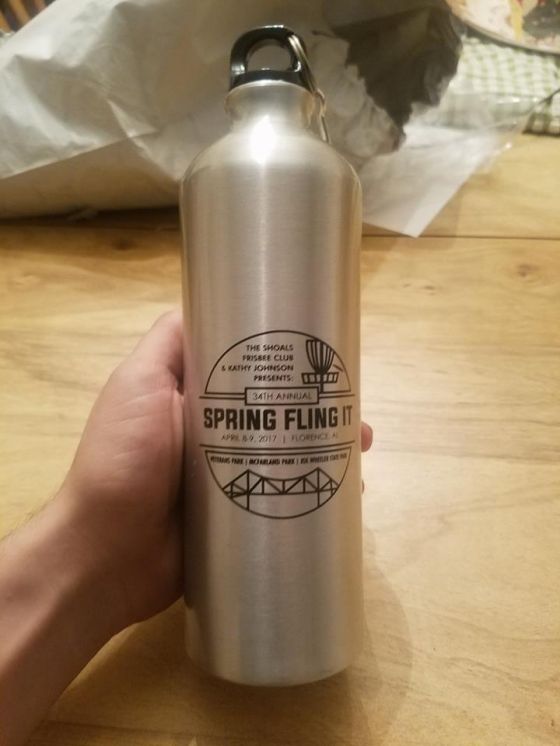 THE SHOALS
FRISBEE CLUB
& KATHY JOHNSON
PRESENTS:
34TH ANNUAL
SPRING FLING IT
APRIL 8-9, 2017 | FLORENCE, AL
VETERANS PARK | MCFARLAND PARK | JOE WHEELER STATE PARK